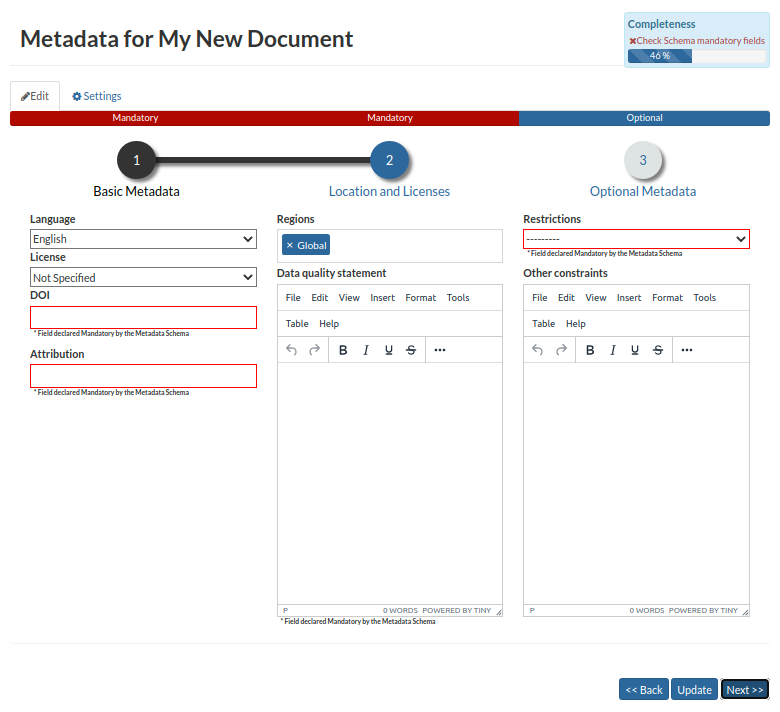 Metadata for My New Document
Completeness
✖Check Schema mandatory fields
46 %
Edit
Settings
Mandatory
Mandatory
Optional
1
2
3
Basic Metadata
Location and Licenses
Optional Metadata
Language
English
License
Not Specified
DOI
* Field declared Mandatory by the Metadata Schema
Attribution
* Field declared Mandatory by the Metadata Schema
Regions
× Global
Data quality statement
File Edit View Insert Format Tools
Table Help
B I U S ...
P 0 WORDS POWERED BY TINY
* Field declared Mandatory by the Metadata Schema
Restrictions
---------
* Field declared Mandatory by the Metadata Schema
Other constraints
File Edit View Insert Format Tools
Table Help
B I U S ...
P 0 WORDS POWERED BY TINY
<< Back
Update
Next >>